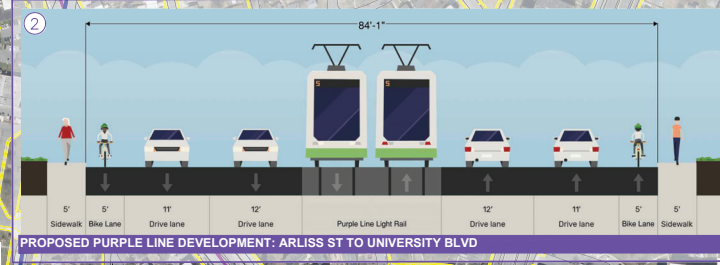 2
84'-1"
5
5
5' 5' 11' 12' 12' 11' 5' 5'
Sidewalk Bike Lane Drive lane Drive lane Purple Line Light Rail Drive lane Drive lane Bike Lane Sidewalk
PROPOSED PURPLE LINE DEVELOPMENT: ARLISS ST TO UNIVERSITY BLVD